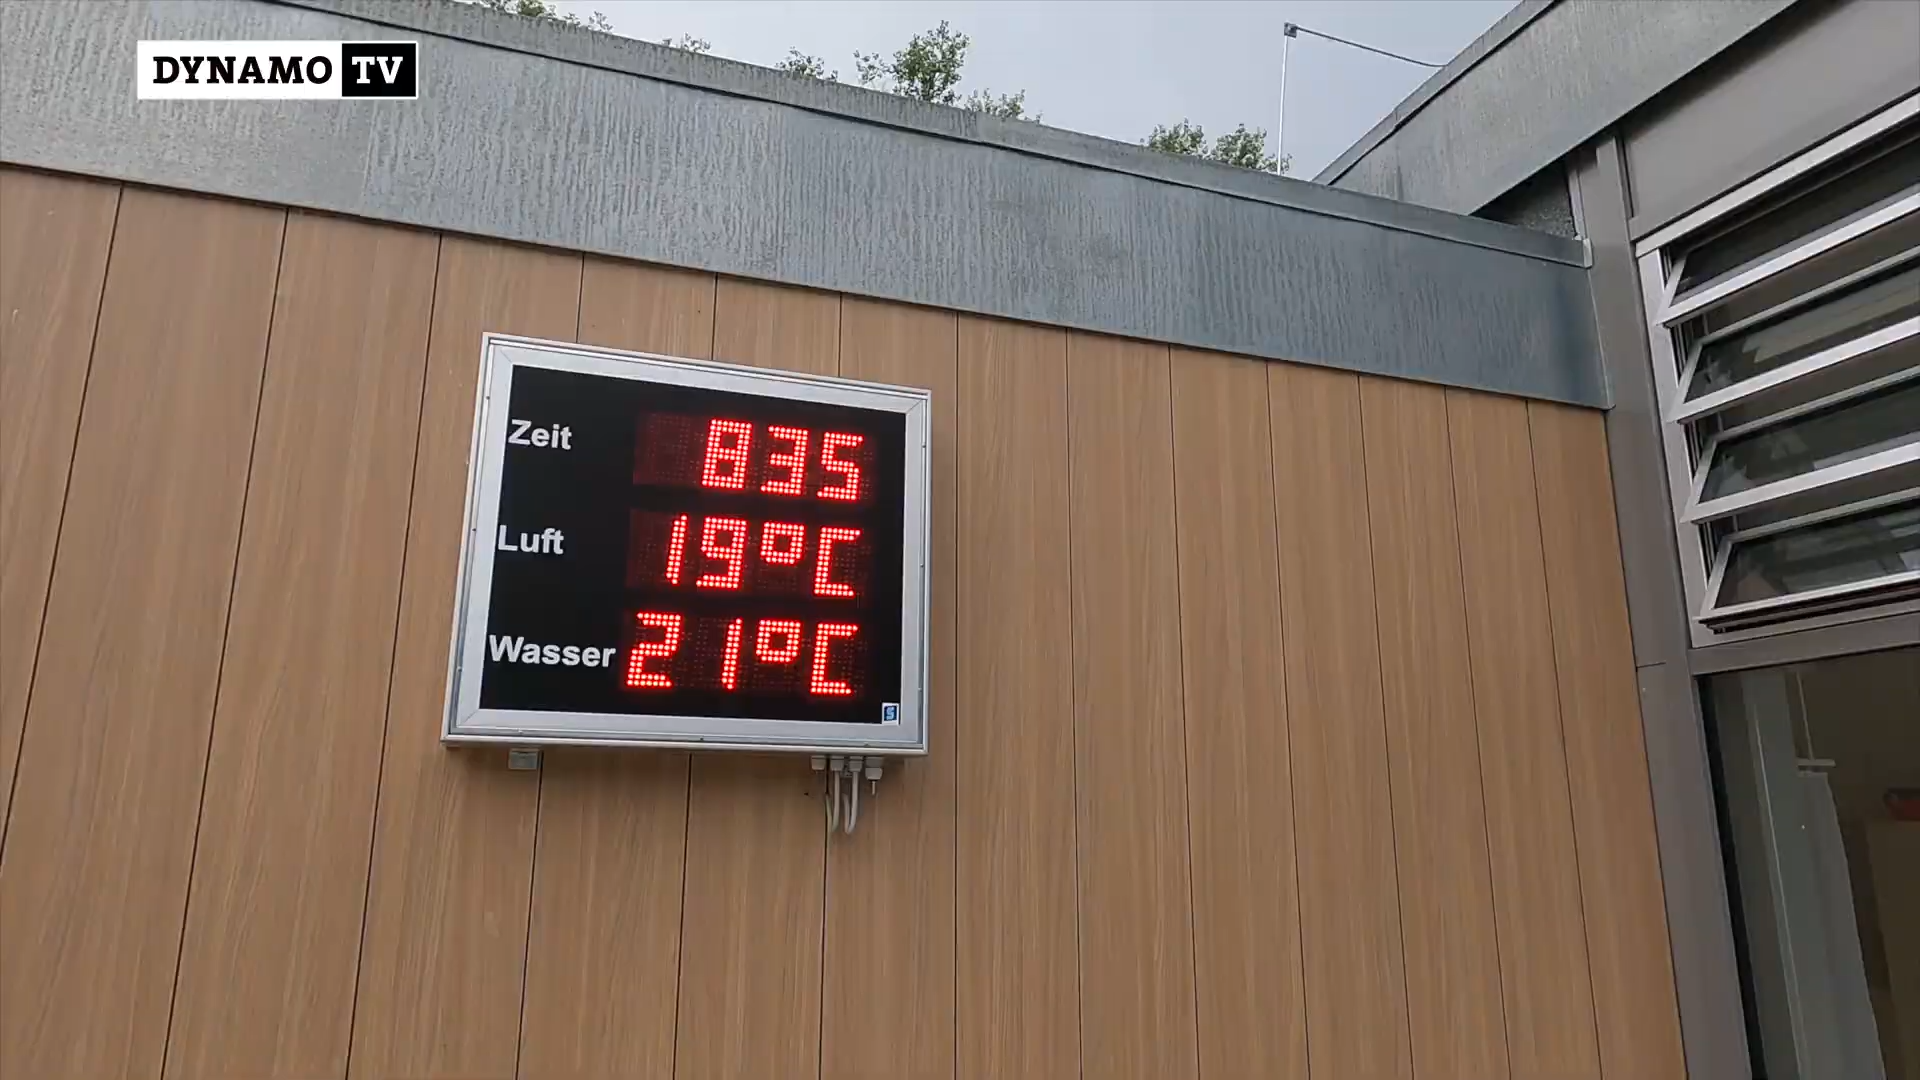 DYNAMO TV
Zeit 835
Luft 19°C
Wasser 21°C
S